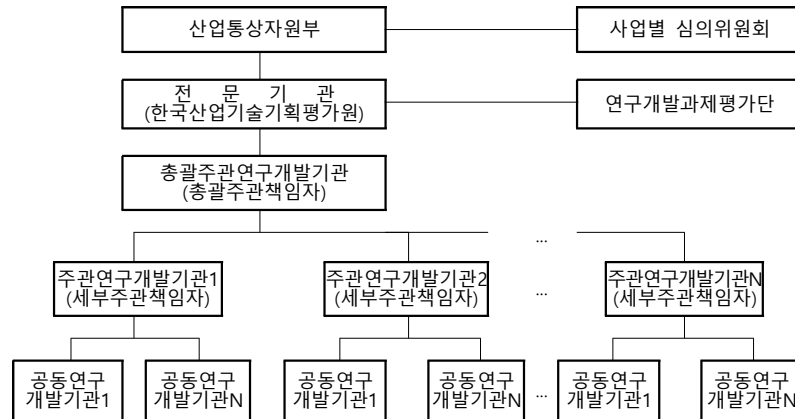 산업통상자원부
사업별 심의위원회
전 문 기 관
(한국산업기술기획평가원)
연구개발과제평가단
총괄주관연구개발기관
(총괄주관책임자)
...
주관연구개발기관1
(세부주관책임자)
주관연구개발기관2
(세부주관책임자)
...
주관연구개발기관N
(세부주관책임자)
공동연구
개발기관1
공동연구
개발기관N
공동연구
개발기관1
공동연구
개발기관N
...
공동연구
개발기관1
공동연구
개발기관N